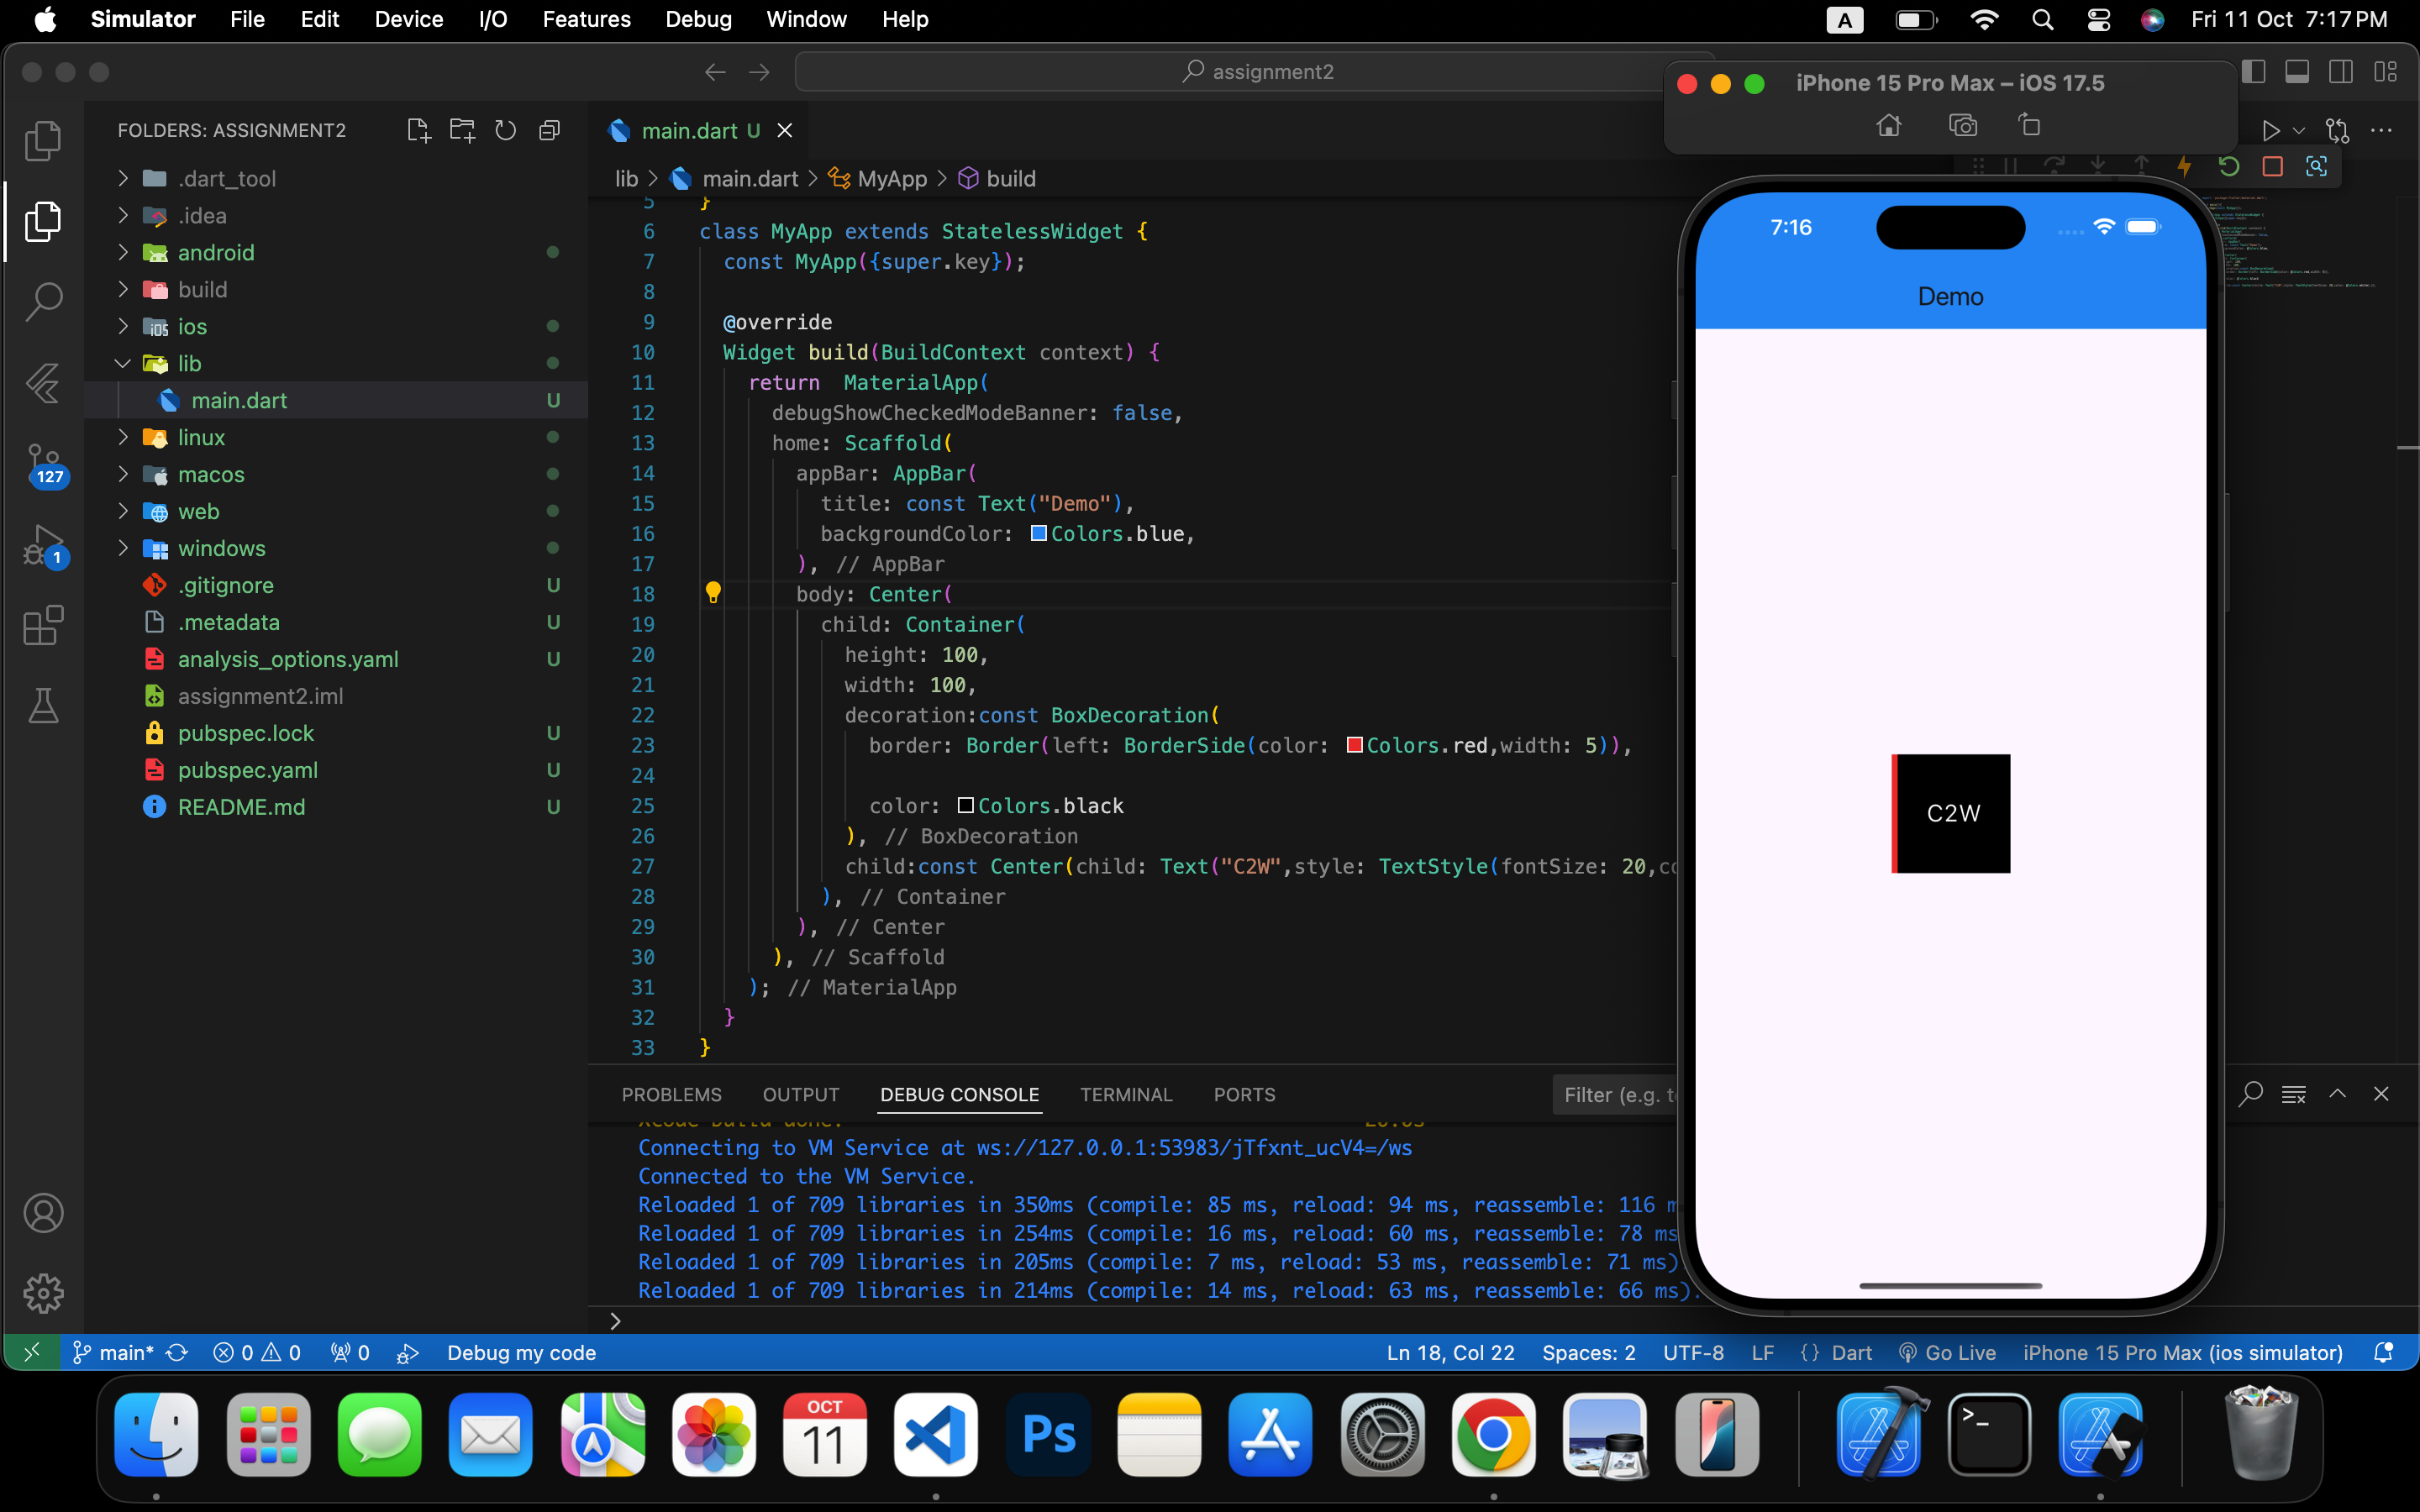 Simulator File Edit Device I/O Features Debug Window Help A Fri 11 Oct 7:17 PM
assignment2
iPhone 15 Pro Max – iOS 17.5
FOLDERS: ASSIGNMENT2
.dart_tool
.idea
android
build
ios
lib
main.dart U
linux
macos
web
windows
.gitignore U
.metadata U
analysis_options.yaml U
assignment2.iml
pubspec.lock U
pubspec.yaml U
README.md U
127
1
main.dart U
lib > main.dart > MyApp > build
5 }
6 class MyApp extends StatelessWidget {
7 const MyApp({super.key});
8
9 @override
10 Widget build(BuildContext context) {
11 return MaterialApp(
12 debugShowCheckedModeBanner: false,
13 home: Scaffold(
14 appBar: AppBar(
15 title: const Text("Demo"),
16 backgroundColor: Colors.blue,
17 ), // AppBar
18 body: Center(
19 child: Container(
20 height: 100,
21 width: 100,
22 decoration:const BoxDecoration(
23 border: Border(left: BorderSide(color: Colors.red,width: 5)),
24
25 color: Colors.black
26 ), // BoxDecoration
27 child:const Center(child: Text("C2W",style: TextStyle(fontSize: 20,co
28 ), // Container
29 ), // Center
30 ), // Scaffold
31 ); // MaterialApp
32 }
33 }
7:16
Demo
C2W
PROBLEMS OUTPUT DEBUG CONSOLE TERMINAL PORTS Filter (e.g. te
Xcode build done. 20.0s
Connecting to VM Service at ws://127.0.0.1:53983/jTfxnt_ucV4=/ws
Connected to the VM Service.
Reloaded 1 of 709 libraries in 350ms (compile: 85 ms, reload: 94 ms, reassemble: 116 m
Reloaded 1 of 709 libraries in 254ms (compile: 16 ms, reload: 60 ms, reassemble: 78 ms
Reloaded 1 of 709 libraries in 205ms (compile: 7 ms, reload: 53 ms, reassemble: 71 ms)
Reloaded 1 of 709 libraries in 214ms (compile: 14 ms, reload: 63 ms, reassemble: 66 ms).
main* 0 0 0 Debug my code Ln 18, Col 22 Spaces: 2 UTF-8 LF {} Dart Go Live iPhone 15 Pro Max (ios simulator)
OCT
11
Ps